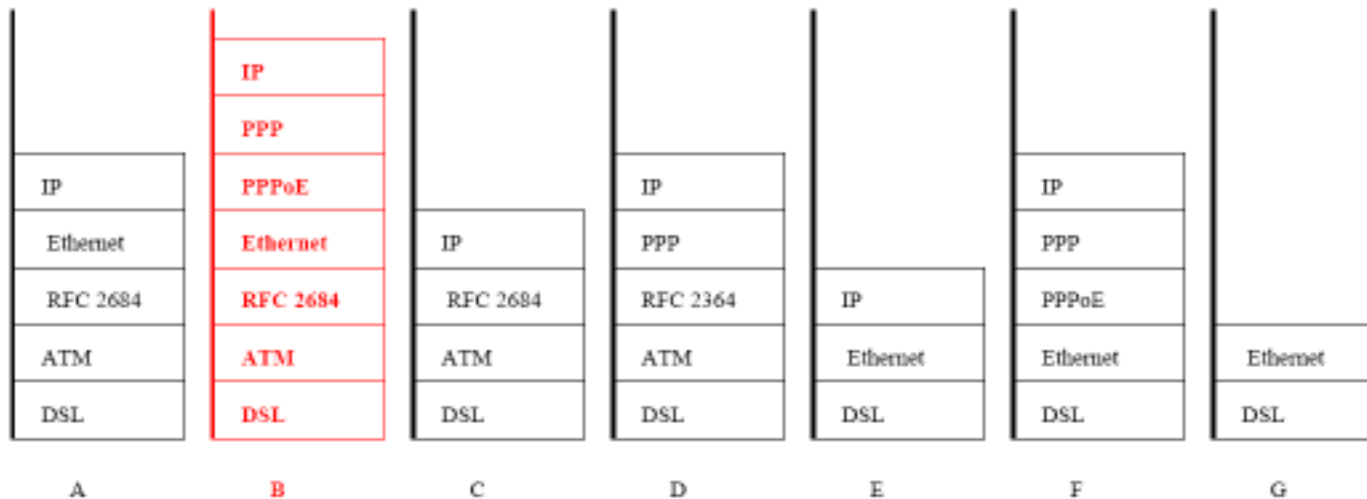 IP
Ethernet
RFC 2684
ATM
DSL
A
IP
PPP
PPPoE
Ethernet
RFC 2684
ATM
DSL
B
IP
RFC 2684
ATM
DSL
C
IP
PPP
RFC 2364
ATM
DSL
D
IP
Ethernet
DSL
E
IP
PPP
PPPoE
Ethernet
DSL
F
Ethernet
DSL
G